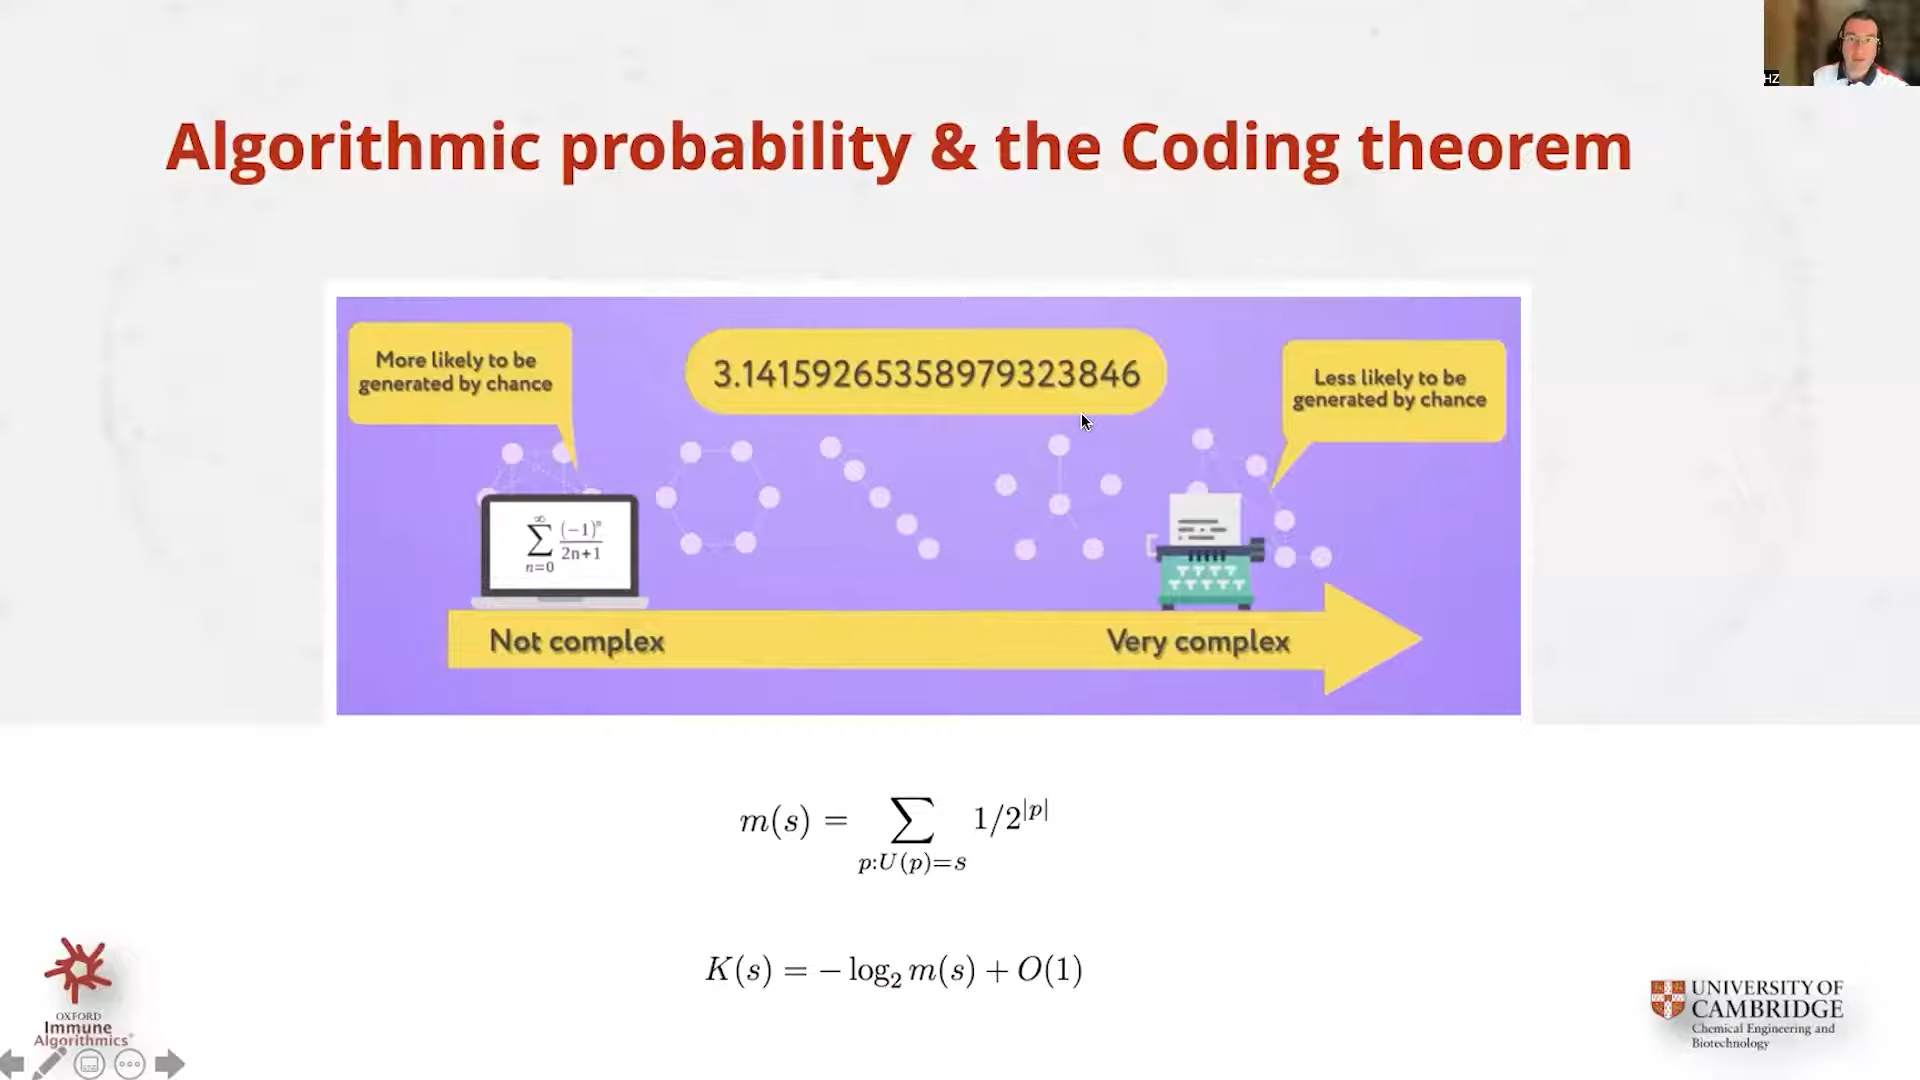 HZ
Algorithmic probability & the Coding theorem
More likely to be
generated by chance
3.14159265358979323846
Less likely to be
generated by chance
∞
∑ (−1)ⁿ / 2n+1
n=0
Not complex
Very complex
m(s) = ∑ 1/2^|p|
p:U(p)=s
K(s) = − log₂ m(s) + O(1)
OXFORD
Immune
Algorithmics
UNIVERSITY OF
CAMBRIDGE
Chemical Engineering and
Biotechnology